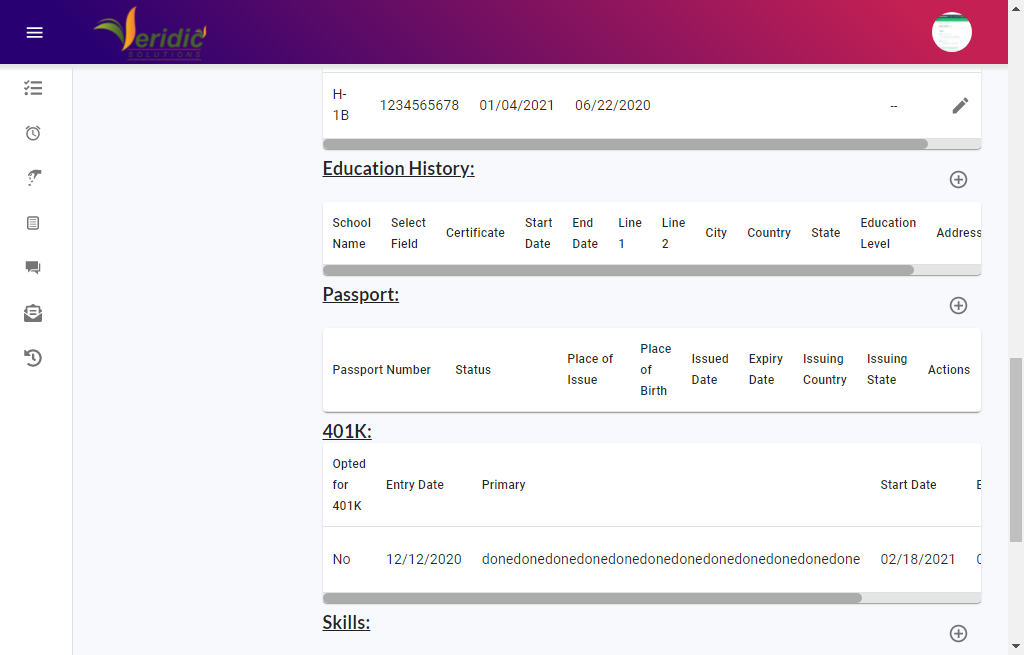 Veridic
SOLUTIONS
H-
1B
1234565678 01/04/2021 06/22/2020 --
Education History:
School Name Select Field Certificate Start Date End Date Line 1 Line 2 City Country State Education Level Address
Passport:
Passport Number Status Place of Issue Place of Birth Issued Date Expiry Date Issuing Country Issuing State Actions
401K:
Opted for 401K Entry Date Primary Start Date
No 12/12/2020 donedonedonedonedonedonedonedonedonedonedonedone 02/18/2021
Skills: